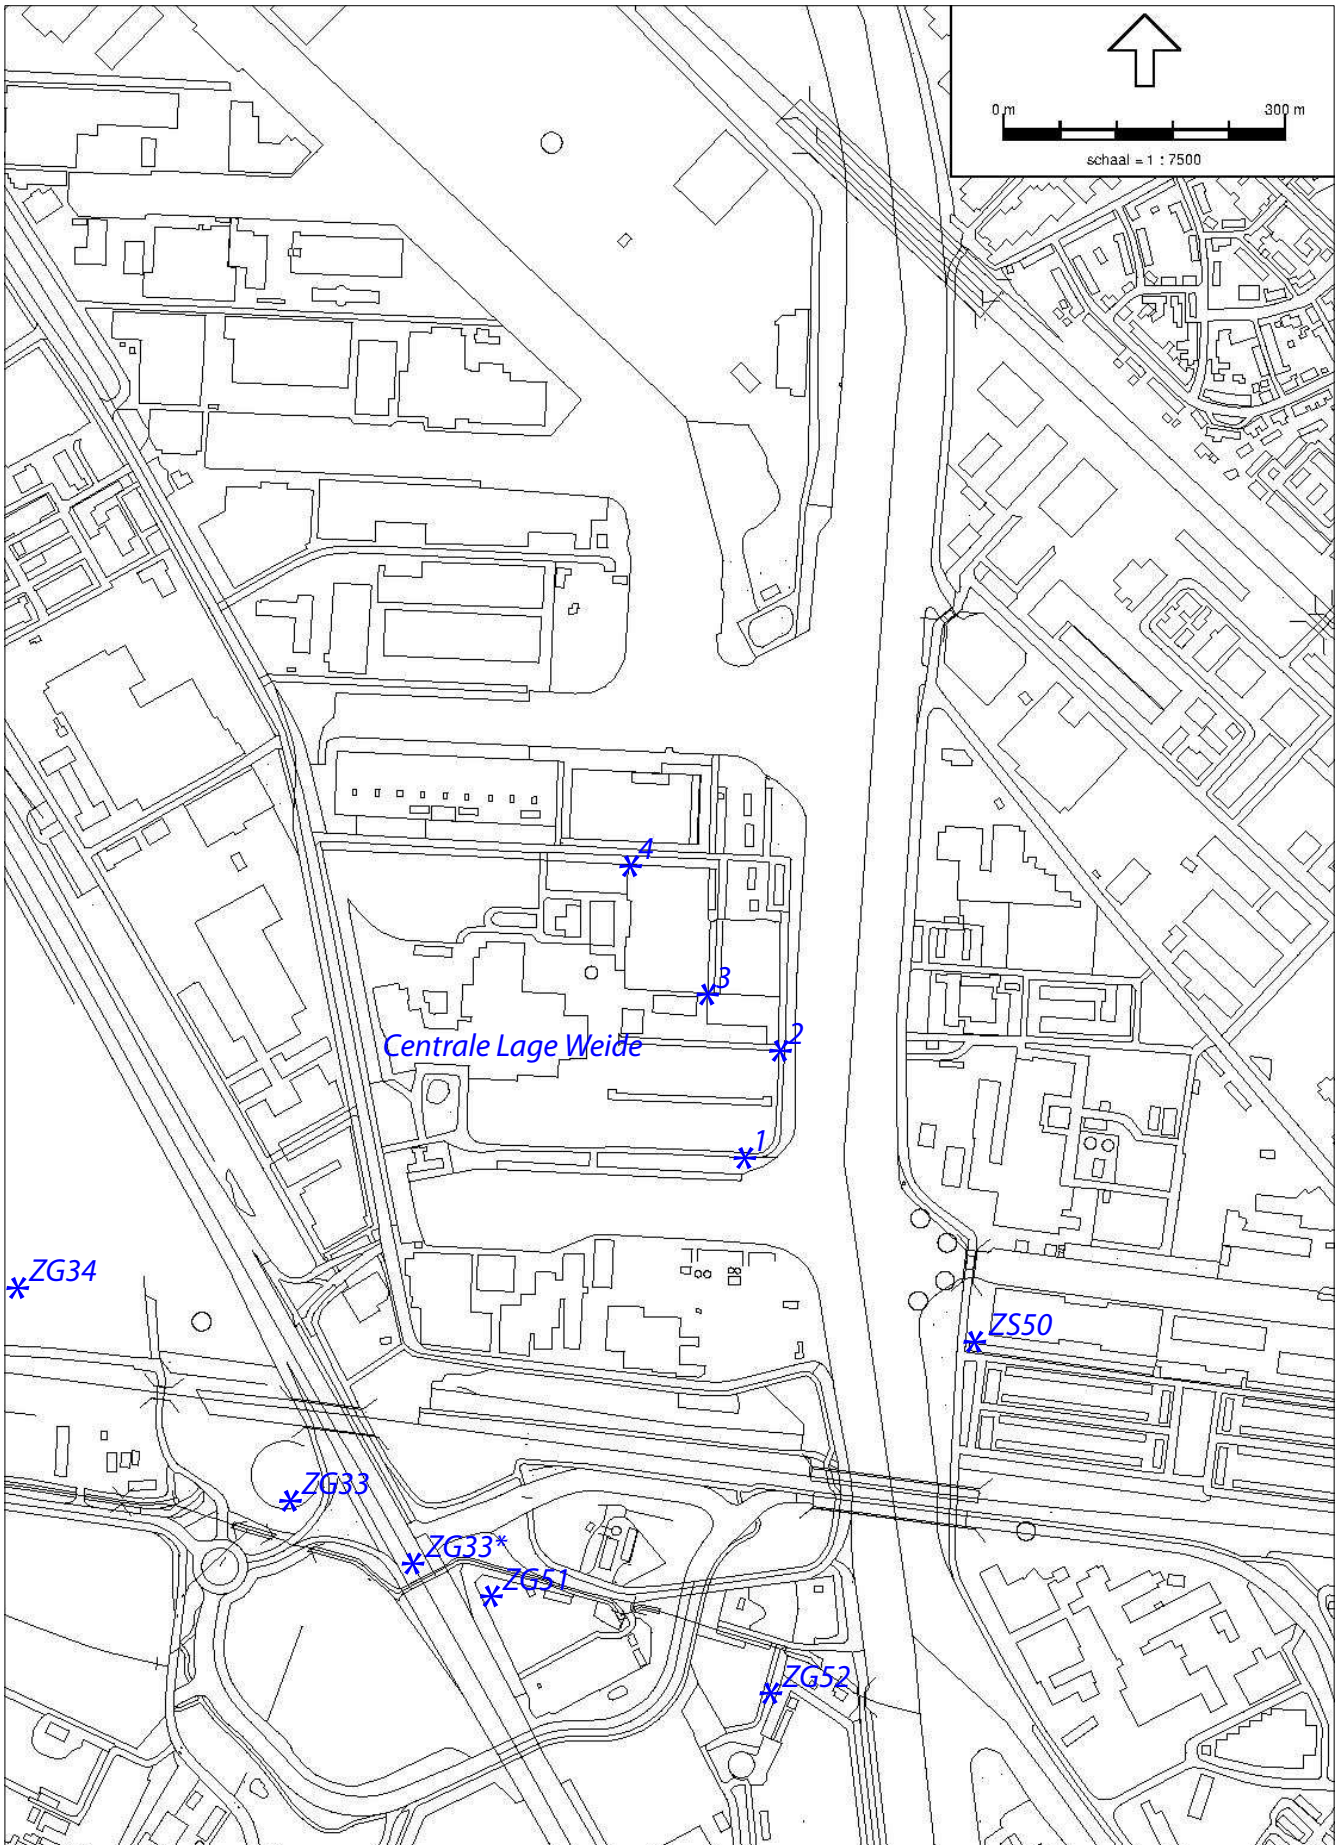 0 m 300 m
schaal = 1 : 7500
4
3
Centrale Lage Weide
2
1
ZG34
ZS50
ZG33
ZG33*
ZG51
ZG52